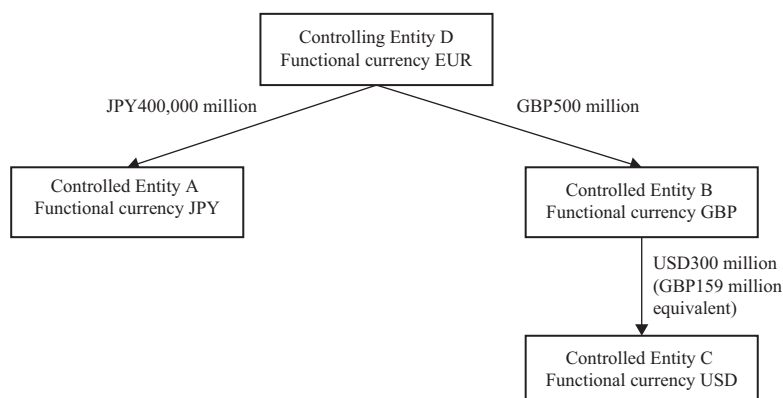 Controlling Entity D
Functional currency EUR
JPY400,000 million
GBP500 million
Controlled Entity A
Functional currency JPY
Controlled Entity B
Functional currency GBP
USD300 million
(GBP159 million
equivalent)
Controlled Entity C
Functional currency USD